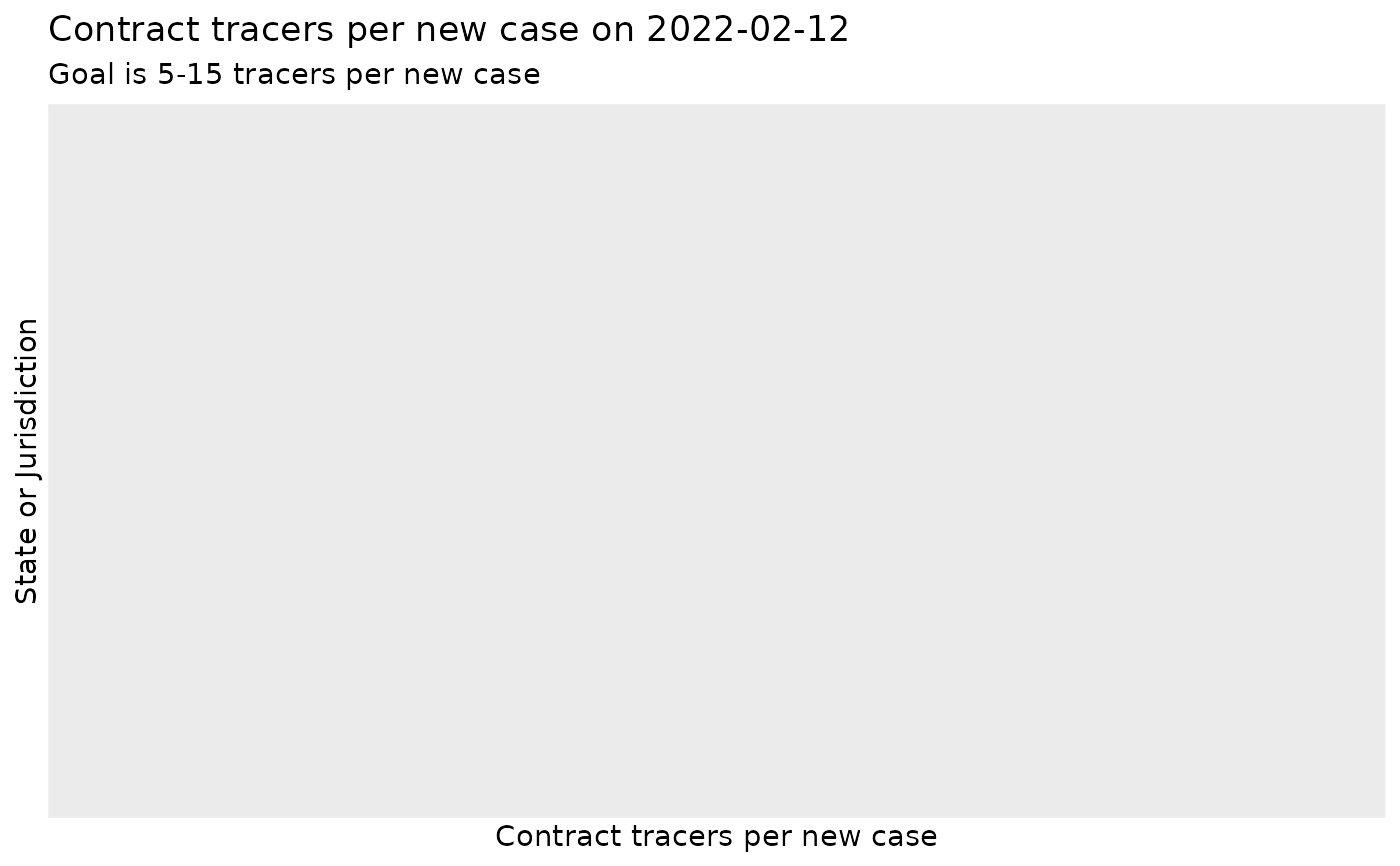 Contract tracers per new case on 2022-02-12
Goal is 5-15 tracers per new case
State or Jurisdiction
Contract tracers per new case